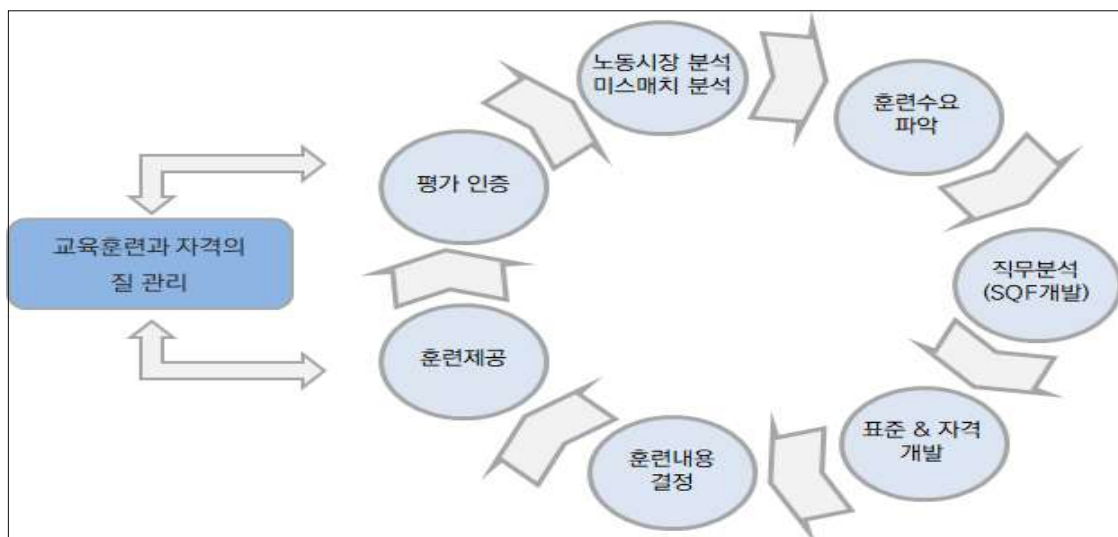 노동시장 분석
미스매치 분석
훈련수요
파악
직무분석
(SQF개발)
표준 & 자격
개발
훈련내용
결정
훈련제공
평가 인증
교육훈련과 자격의
질 관리